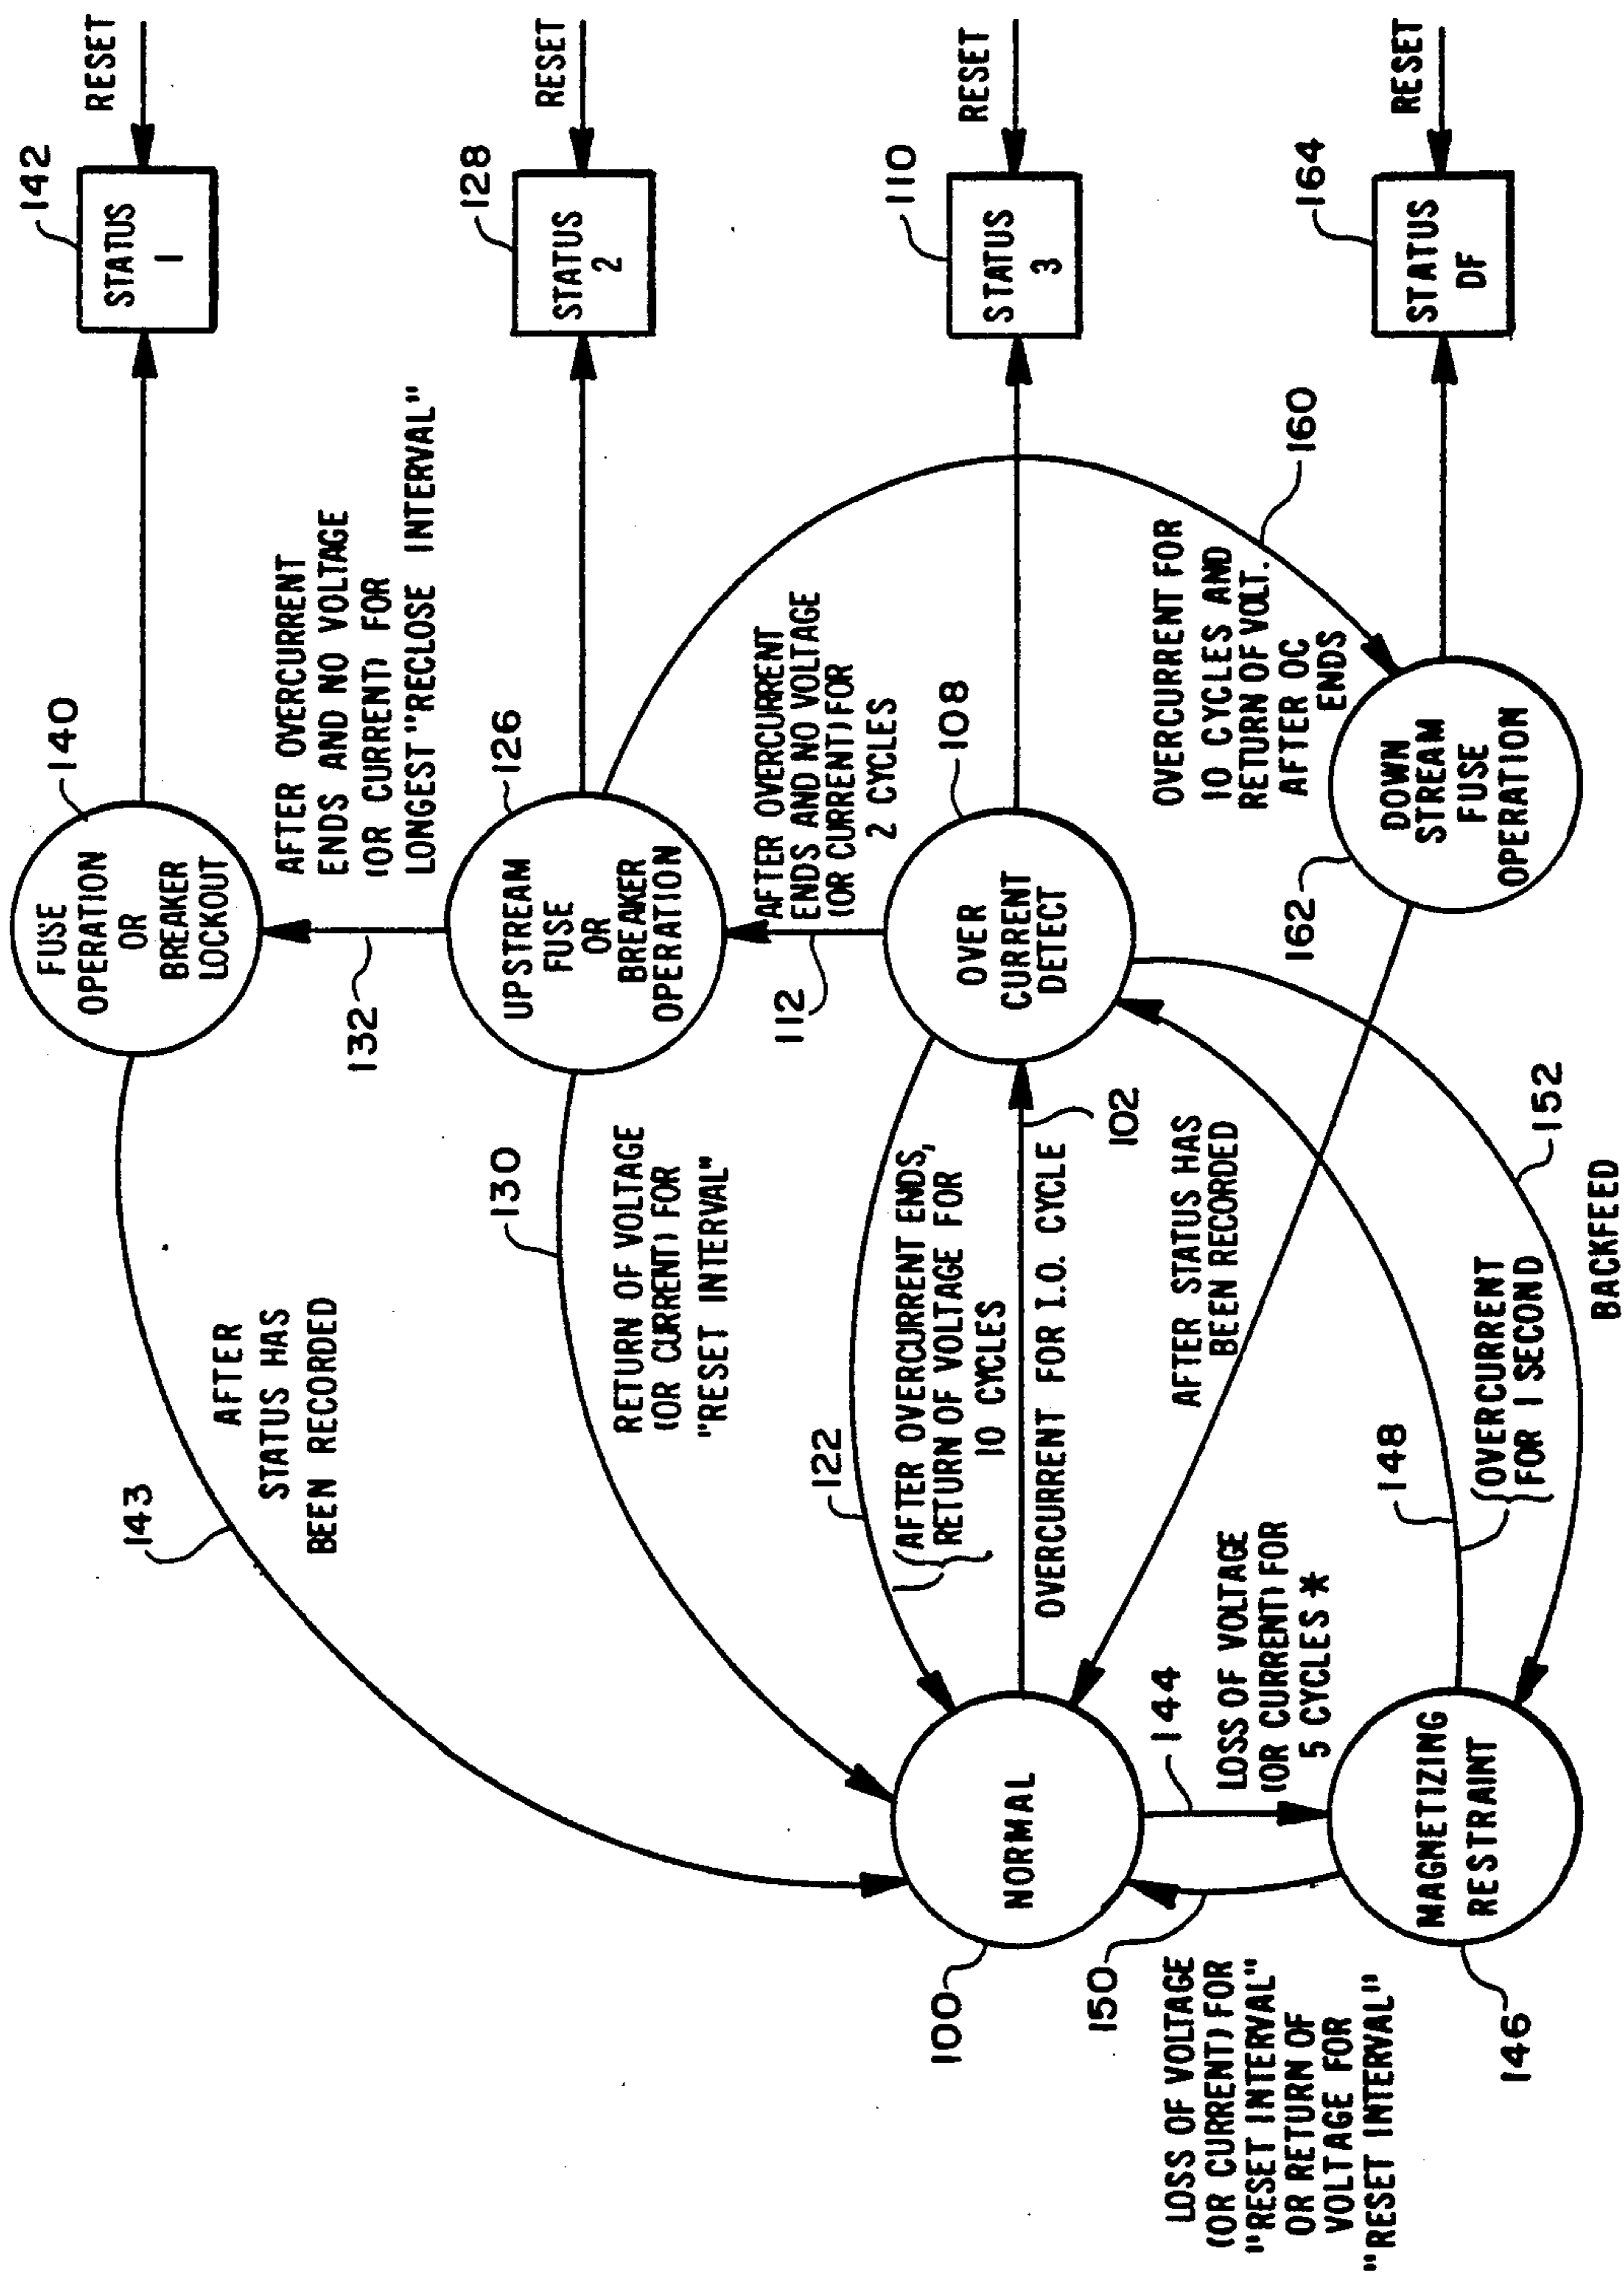 142
STATUS
1
RESET
128
STATUS
2
RESET
110
STATUS
3
RESET
164
STATUS
DF
RESET
140
FUSE
OPERATION
OR
BREAKER
LOCKOUT
AFTER OVERCURRENT
ENDS AND NO VOLTAGE
(OR CURRENT) FOR
LONGEST "RECLOSE INTERVAL"
132
126
UPSTREAM
FUSE
OR
BREAKER
OPERATION
AFTER OVERCURRENT
ENDS AND NO VOLTAGE
(OR CURRENT) FOR
2 CYCLES
112
108
OVER
CURRENT
DETECT
160
OVERCURRENT FOR
10 CYCLES AND
RETURN OF VOLT.
AFTER OC
ENDS
162
DOWN
STREAM
FUSE
OPERATION
143
AFTER
STATUS HAS
BEEN RECORDED
130
RETURN OF VOLTAGE
(OR CURRENT) FOR
"RESET INTERVAL"
122
(AFTER OVERCURRENT ENDS,
RETURN OF VOLTAGE FOR
10 CYCLES
102
OVERCURRENT FOR I.O. CYCLE
AFTER STATUS HAS
BEEN RECORDED
148
(OVERCURRENT
FOR 1 SECOND
152
BACKFEED
100
NORMAL
144
LOSS OF VOLTAGE
(OR CURRENT) FOR
5 CYCLES *
150
LOSS OF VOLTAGE
(OR CURRENT) FOR
"RESET INTERVAL"
OR RETURN OF
VOLTAGE FOR
"RESET INTERVAL"
146
MAGNETIZING
RESTRAINT